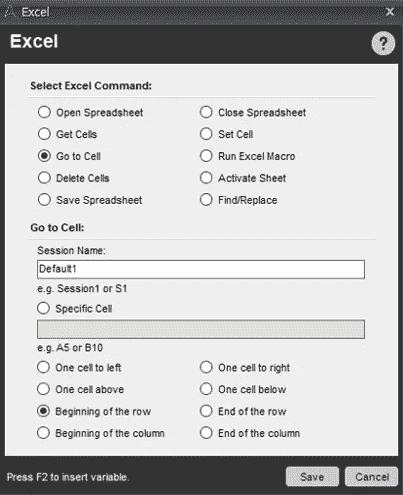 Excel
Excel
?
Select Excel Command:
Open Spreadsheet Close Spreadsheet
Get Cells Set Cell
Go to Cell Run Excel Macro
Delete Cells Activate Sheet
Save Spreadsheet Find/Replace
Go to Cell:
Session Name:
Default1
e.g. Session1 or S1
Specific Cell
e.g. A5 or B10
One cell to left One cell to right
One cell above One cell below
Beginning of the row End of the row
Beginning of the column End of the column
Press F2 to insert variable. Save Cancel